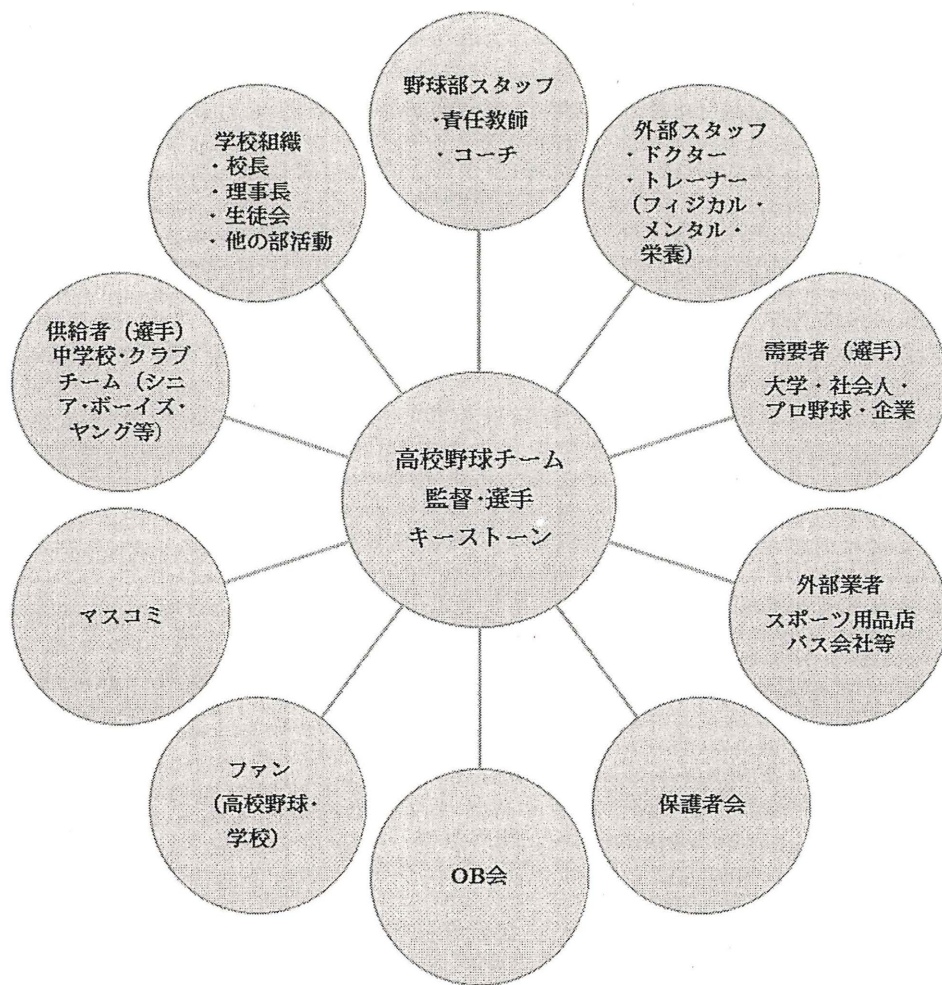 野球部スタッフ
・責任教師
・コーチ
外部スタッフ
・ドクター
・トレーナー
(フィジカル・
メンタル・
栄養)
需要者(選手)
大学・社会人・
プロ野球・企業
外部業者
スポーツ用品店
バス会社等
保護者会
OB会
ファン
(高校野球・
学校)
マスコミ
供給者(選手)
中学校・クラブ
チーム(シニ
ア・ボーイズ・
ヤング等)
学校組織
・校長
・理事長
・生徒会
・他の部活動
高校野球チーム
監督・選手
キーストーン